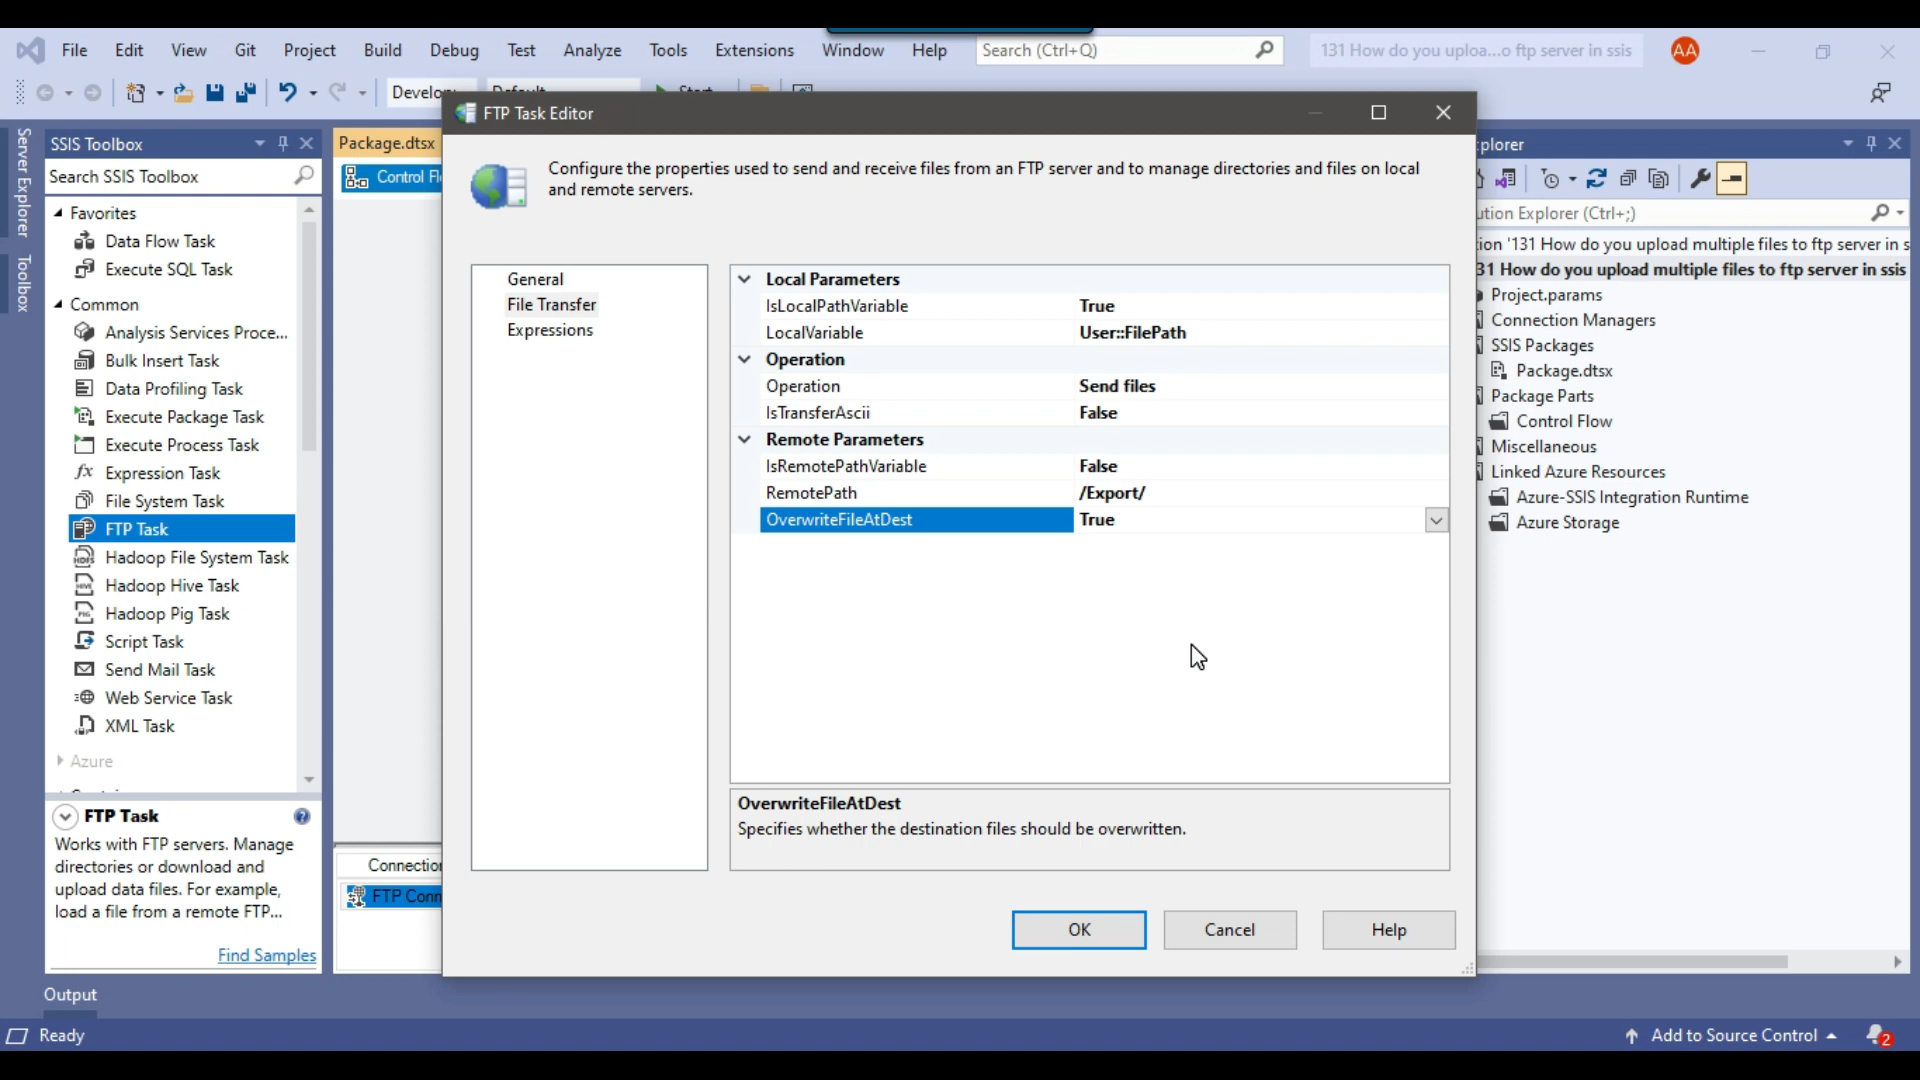 File Edit View Git Project Build Debug Test Analyze Tools Extensions Window Help Search (Ctrl+Q) 131 How do you uploa...o ftp server in ssis AA
Server Explorer
Toolbox
SSIS Toolbox
Search SSIS Toolbox
Favorites
Data Flow Task
Execute SQL Task
Common
Analysis Services Proce...
Bulk Insert Task
Data Profiling Task
Execute Package Task
Execute Process Task
Expression Task
File System Task
FTP Task
Hadoop File System Task
Hadoop Hive Task
Hadoop Pig Task
Script Task
Send Mail Task
Web Service Task
XML Task
Azure
FTP Task
Works with FTP servers. Manage
directories or download and
upload data files. For example,
load a file from a remote FTP...
Find Samples
Package.dtsx
Control Fl
Connection
FTP Conn
FTP Task Editor
Configure the properties used to send and receive files from an FTP server and to manage directories and files on local
and remote servers.
General
File Transfer
Expressions
Local Parameters
IsLocalPathVariable True
LocalVariable User::FilePath
Operation
Operation Send files
IsTransferAscii False
Remote Parameters
IsRemotePathVariable False
RemotePath /Export/
OverwriteFileAtDest True
OverwriteFileAtDest
Specifies whether the destination files should be overwritten.
OK Cancel Help
plorer
ution Explorer (Ctrl+;)
ion '131 How do you upload multiple files to ftp server in s
31 How do you upload multiple files to ftp server in ssis
Project.params
Connection Managers
SSIS Packages
Package.dtsx
Package Parts
Control Flow
Miscellaneous
Linked Azure Resources
Azure-SSIS Integration Runtime
Azure Storage
Output
Ready
Add to Source Control 2